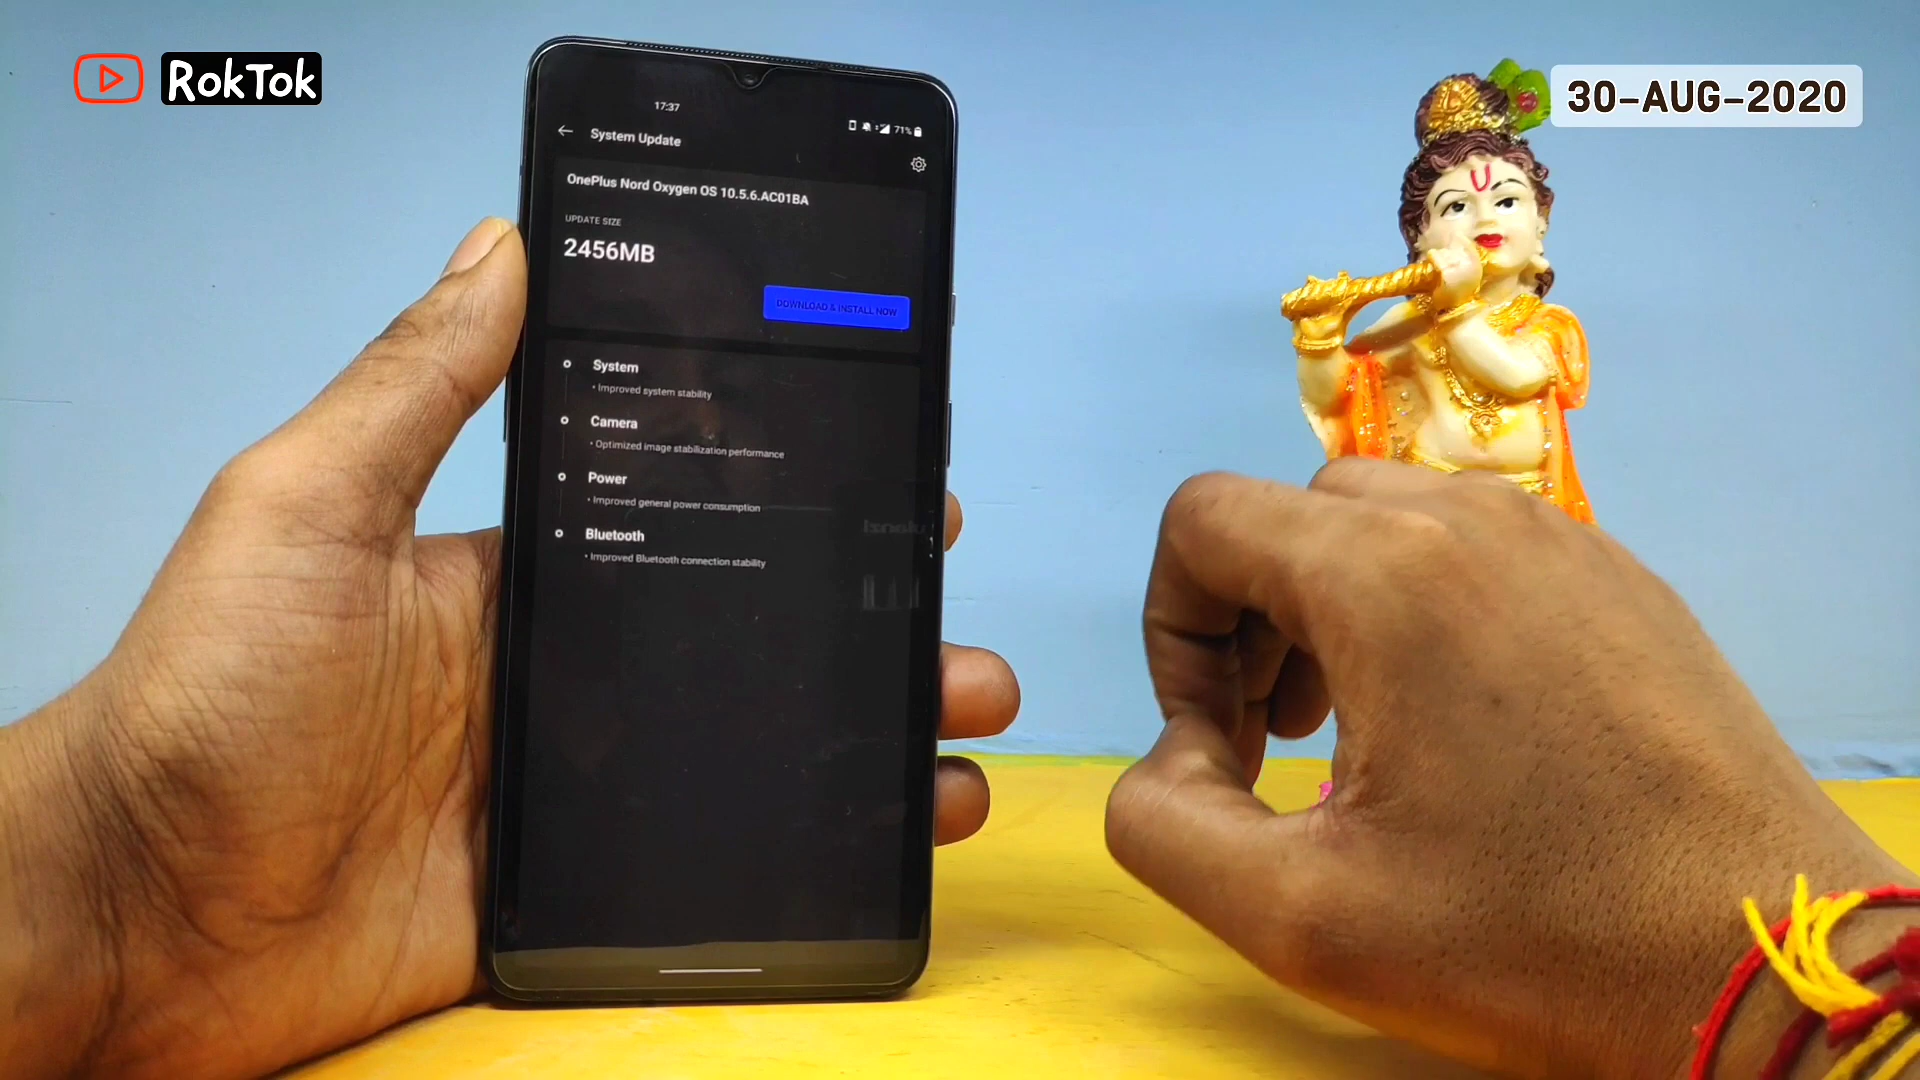 RokTok
30-AUG-2020
17:37
71%
System Update
OnePlus Nord Oxygen OS 10.5.6.AC01BA
UPDATE SIZE
2456MB
DOWNLOAD & INSTALL NOW
System
• Improved system stability
Camera
• Optimized image stabilization performance
Power
• Improved general power consumption
Bluetooth
• Improved Bluetooth connection stability